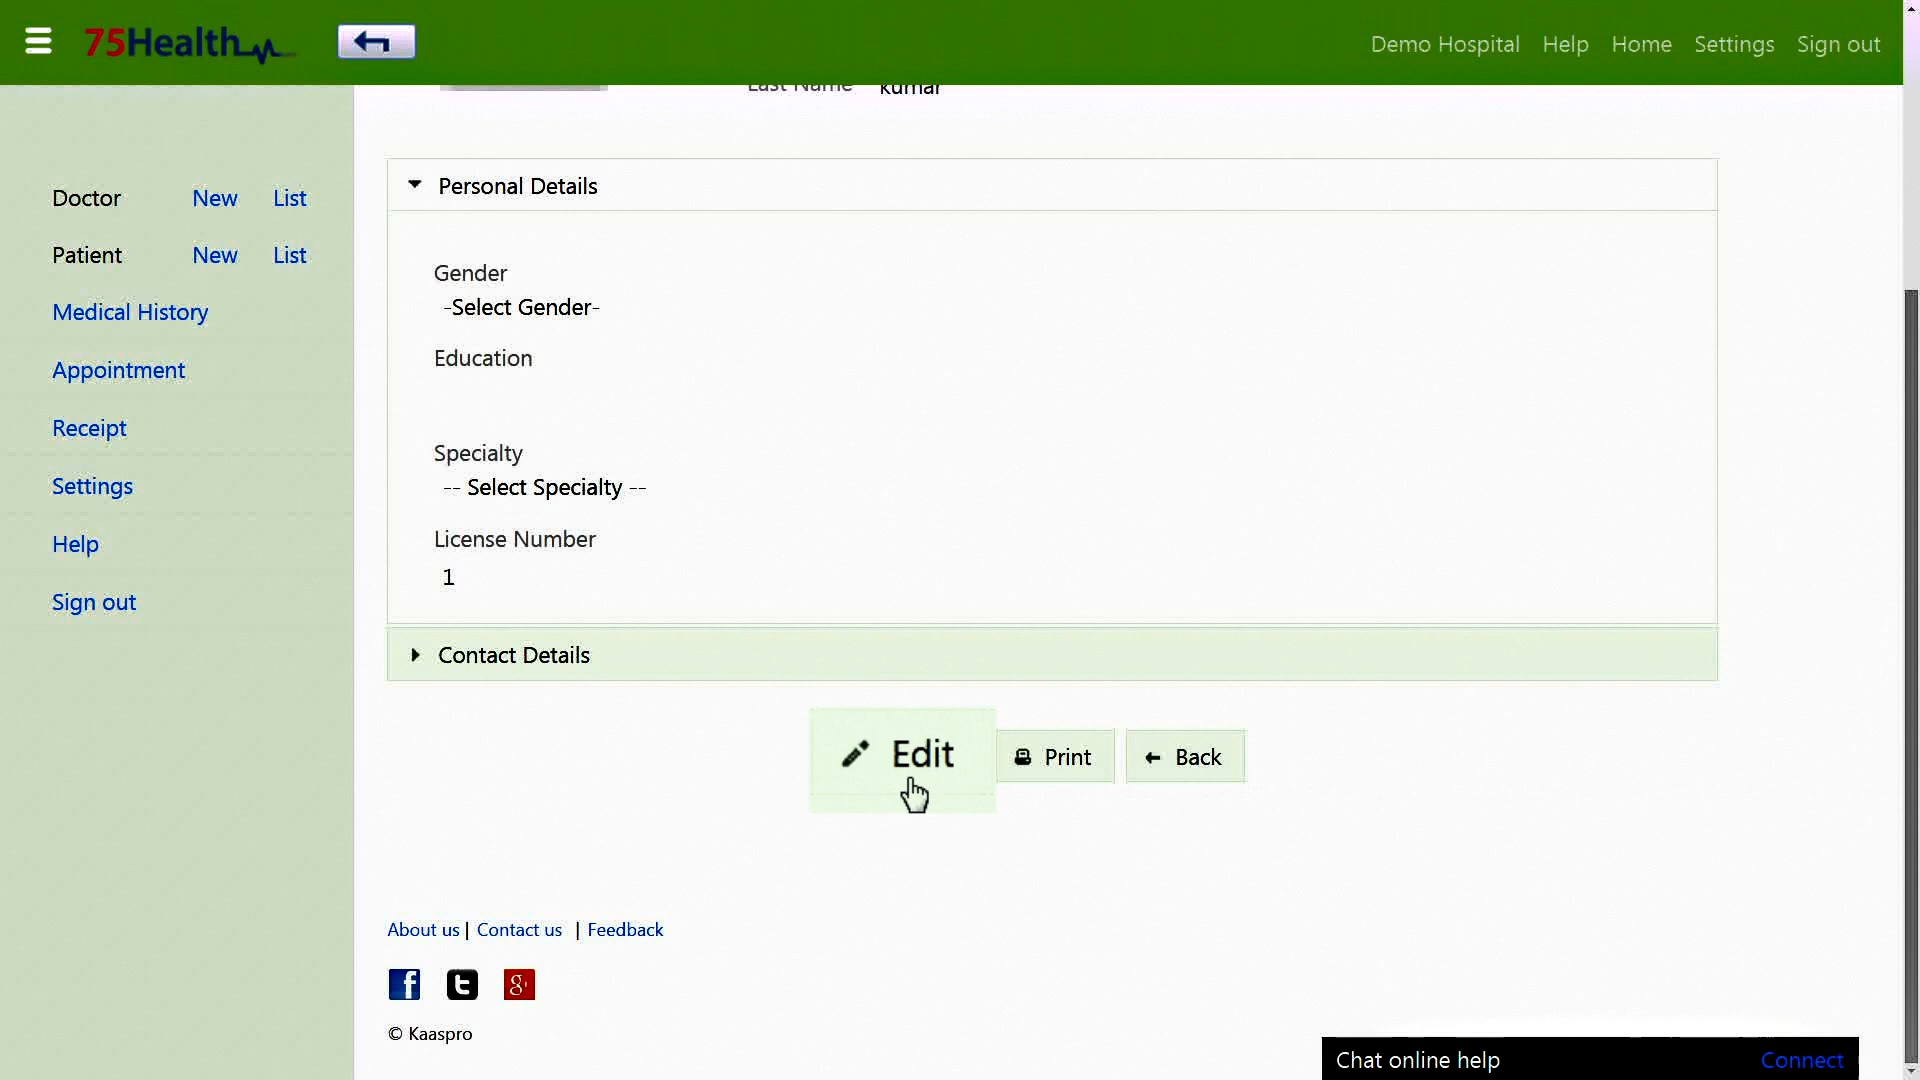 75Health
Demo Hospital Help Home Settings Sign out
Last Name kumar
Doctor New List
Patient New List
Medical History
Appointment
Receipt
Settings
Help
Sign out
Personal Details
Gender
-Select Gender-
Education
Specialty
-- Select Specialty --
License Number
1
Contact Details
Edit Print Back
About us | Contact us | Feedback
© Kaaspro
Chat online help Connect